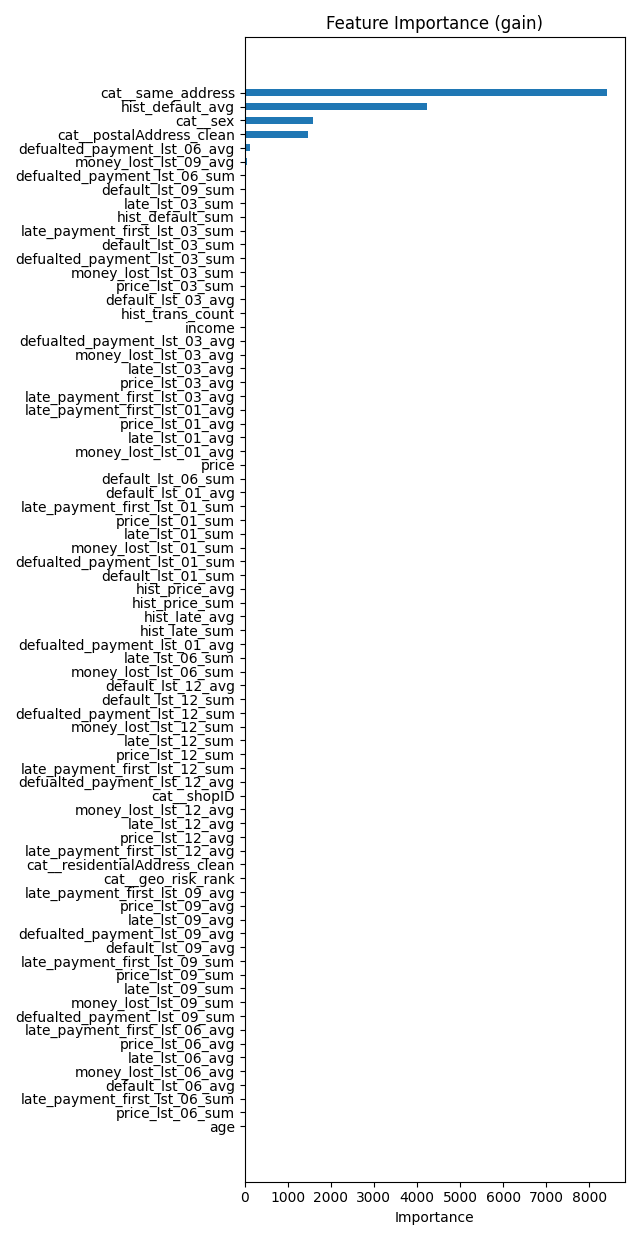 Feature Importance (gain)
cat__same_address
hist_default_avg
cat__sex
cat__postalAddress_clean
defualted_payment_lst_06_avg
money_lost_lst_09_avg
defualted_payment_lst_06_sum
default_lst_09_sum
late_lst_03_sum
hist_default_sum
late_payment_first_lst_03_sum
default_lst_03_sum
defualted_payment_lst_03_sum
money_lost_lst_03_sum
price_lst_03_sum
default_lst_03_avg
hist_trans_count
income
defualted_payment_lst_03_avg
money_lost_lst_03_avg
late_lst_03_avg
price_lst_03_avg
late_payment_first_lst_03_avg
late_payment_first_lst_01_avg
price_lst_01_avg
late_lst_01_avg
money_lost_lst_01_avg
price
default_lst_06_sum
default_lst_01_avg
late_payment_first_lst_01_sum
price_lst_01_sum
late_lst_01_sum
money_lost_lst_01_sum
defualted_payment_lst_01_sum
default_lst_01_sum
hist_price_avg
hist_price_sum
hist_late_avg
hist_late_sum
defualted_payment_lst_01_avg
late_lst_06_sum
money_lost_lst_06_sum
default_lst_12_avg
default_lst_12_sum
defualted_payment_lst_12_sum
money_lost_lst_12_sum
late_lst_12_sum
price_lst_12_sum
late_payment_first_lst_12_sum
defualted_payment_lst_12_avg
cat__shopID
money_lost_lst_12_avg
late_lst_12_avg
price_lst_12_avg
late_payment_first_lst_12_avg
cat__residentialAddress_clean
cat__geo_risk_rank
late_payment_first_lst_09_avg
price_lst_09_avg
late_lst_09_avg
defualted_payment_lst_09_avg
default_lst_09_avg
late_payment_first_lst_09_sum
price_lst_09_sum
late_lst_09_sum
money_lost_lst_09_sum
defualted_payment_lst_09_sum
late_payment_first_lst_06_avg
price_lst_06_avg
late_lst_06_avg
money_lost_lst_06_avg
default_lst_06_avg
late_payment_first_lst_06_sum
price_lst_06_sum
age
0 1000 2000 3000 4000 5000 6000 7000 8000
Importance